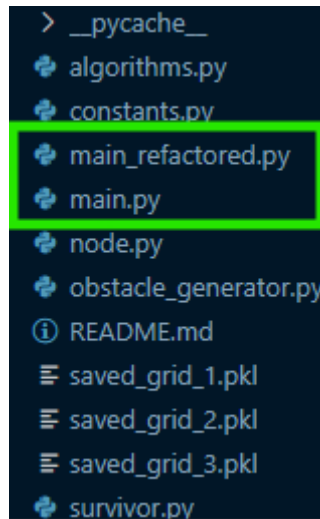 __pycache__
algorithms.py
constants.py
main_refactored.py
main.py
node.py
obstacle_generator.py
README.md
saved_grid_1.pkl
saved_grid_2.pkl
saved_grid_3.pkl
survivor.py